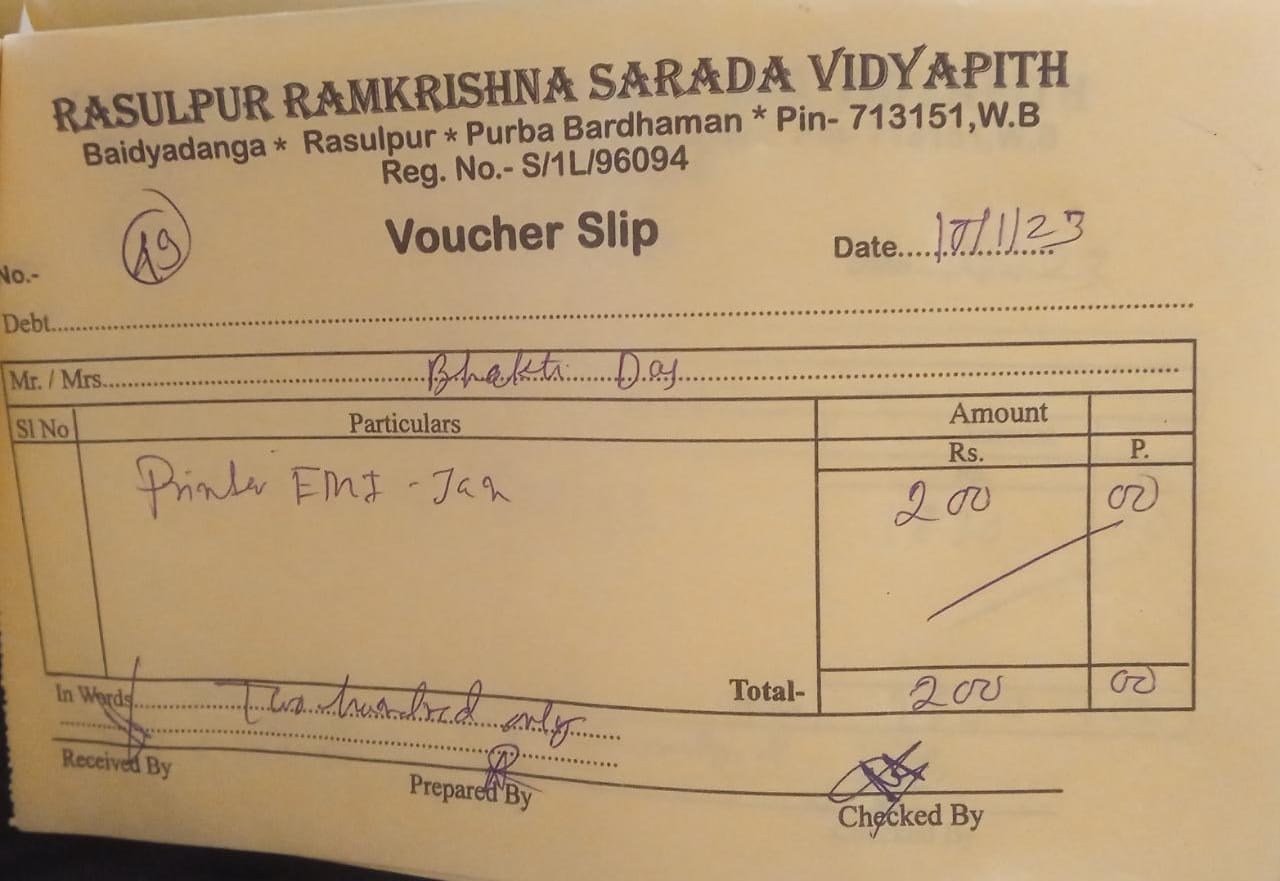 RASULPUR RAMKRISHNA SARADA VIDYAPITH
Baidyadanga * Rasulpur * Purba Bardhaman * Pin- 713151,W.B
Reg. No.- S/1L/96094
Voucher Slip
No.- 19 Date....10/1/23
Debt.
Mr. / Mrs. Bhakti Das
Sl No Particulars Amount
Rs. P.
Printer EMI - Jan 200 00
Total- 200 00
In Words Two hundred only
Received By Prepared By Checked By